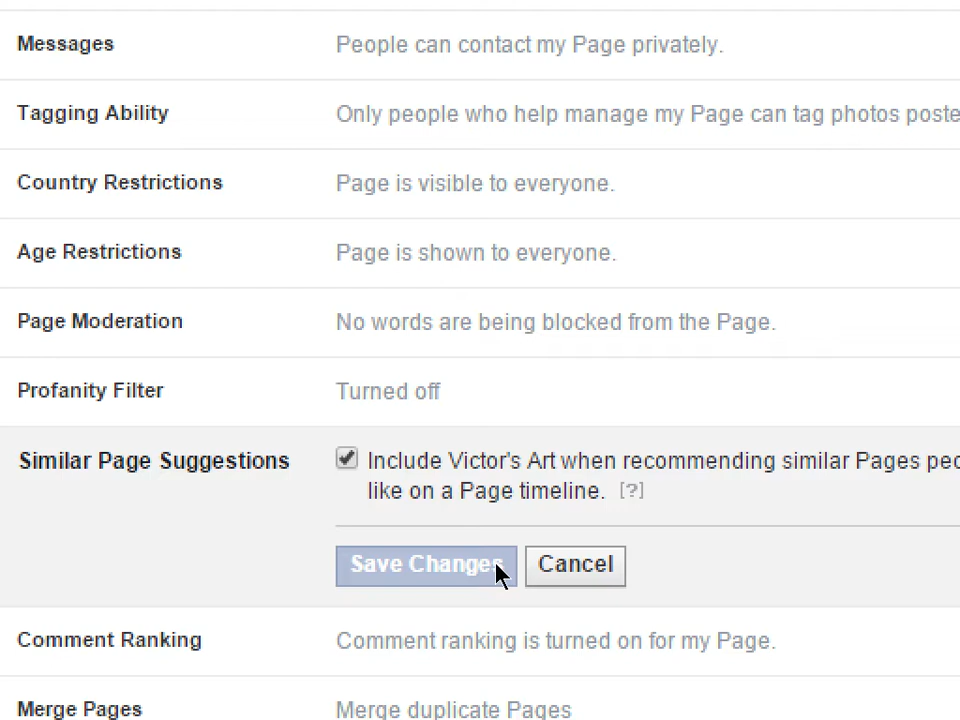 Messages People can contact my Page privately.
Tagging Ability Only people who help manage my Page can tag photos
Country Restrictions Page is visible to everyone.
Age Restrictions Page is shown to everyone.
Page Moderation No words are being blocked from the Page.
Profanity Filter Turned off
Similar Page Suggestions Include Victor's Art when recommending similar Pages
like on a Page timeline. [?]
Save Changes Cancel
Comment Ranking Comment ranking is turned on for my Page.
Merge Pages Merge duplicate Pages